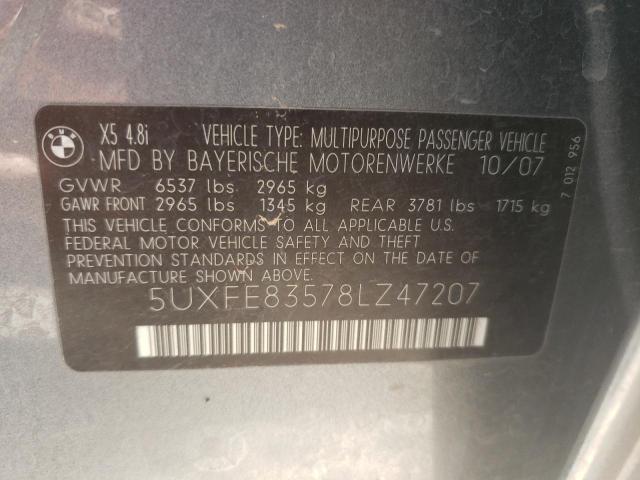 BMW X5 4.8i VEHICLE TYPE: MULTIPURPOSE PASSENGER VEHICLE
MFD BY BAYERISCHE MOTORENWERKE 10/07
GVWR 6537 lbs 2965 kg
GAWR FRONT 2965 lbs 1345 kg REAR 3781 lbs 1715 kg
THIS VEHICLE CONFORMS TO ALL APPLICABLE U.S.
FEDERAL MOTOR VEHICLE SAFETY AND THEFT
PREVENTION STANDARDS IN EFFECT ON THE DATE OF
MANUFACTURE SHOWN ABOVE.
5UXFE83578LZ47207
7 012 956